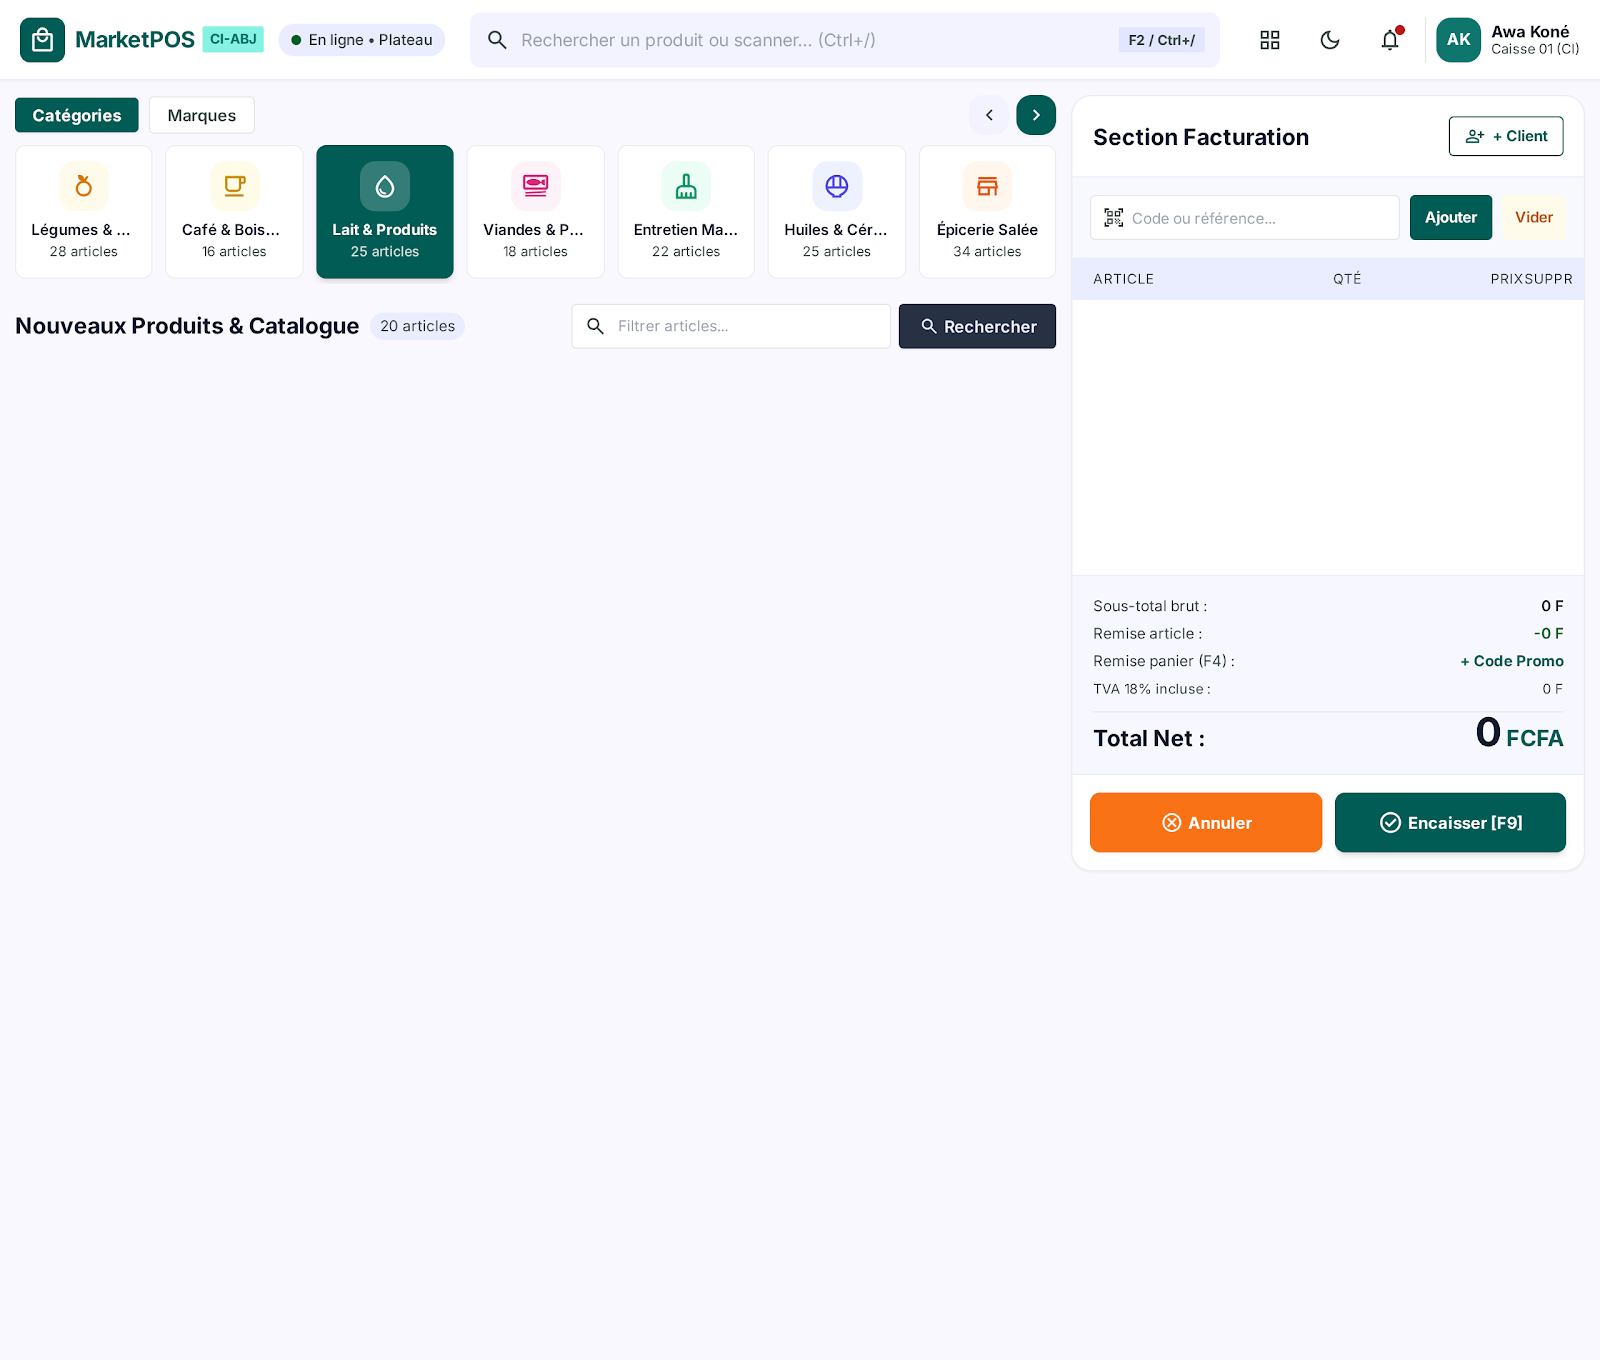 MarketPOS CI-ABJ
En ligne • Plateau
Rechercher un produit ou scanner... (Ctrl+/)
F2 / Ctrl+/
AK
Awa Koné
Caisse 01 (CI)
Catégories
Marques
Légumes & ...
28 articles
Café & Bois...
16 articles
Lait & Produits
25 articles
Viandes & P...
18 articles
Entretien Ma...
22 articles
Huiles & Cér...
25 articles
Épicerie Salée
34 articles
Nouveaux Produits & Catalogue
20 articles
Filtrer articles...
Rechercher
Section Facturation
+ Client
Code ou référence...
Ajouter
Vider
ARTICLE QTÉ PRIX SUPPR
Sous-total brut : 0 F
Remise article : -0 F
Remise panier (F4) : + Code Promo
TVA 18% incluse : 0 F
Total Net : 0 FCFA
Annuler
Encaisser [F9]